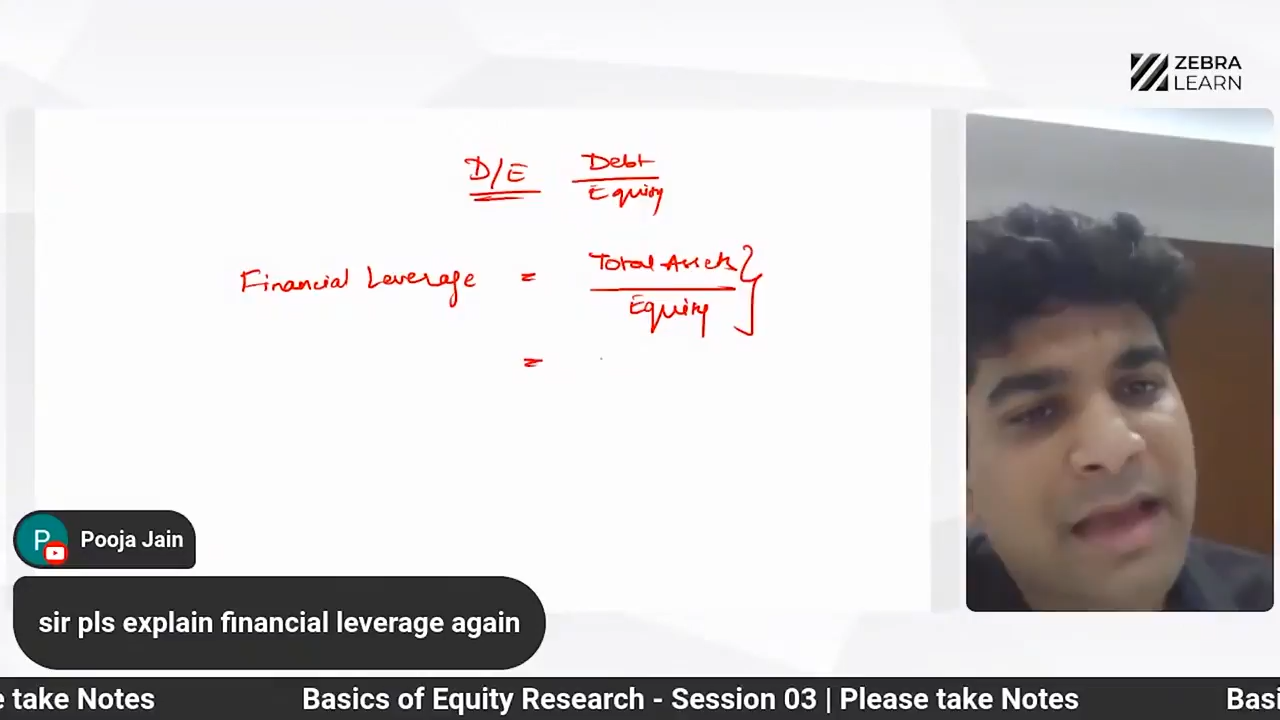 ZEBRA
LEARN
D/E Debt
Equity
Financial Leverage = Total Assets
Equity
=
P
Pooja Jain
sir pls explain financial leverage again
e take Notes Basics of Equity Research - Session 03 | Please take Notes Basi